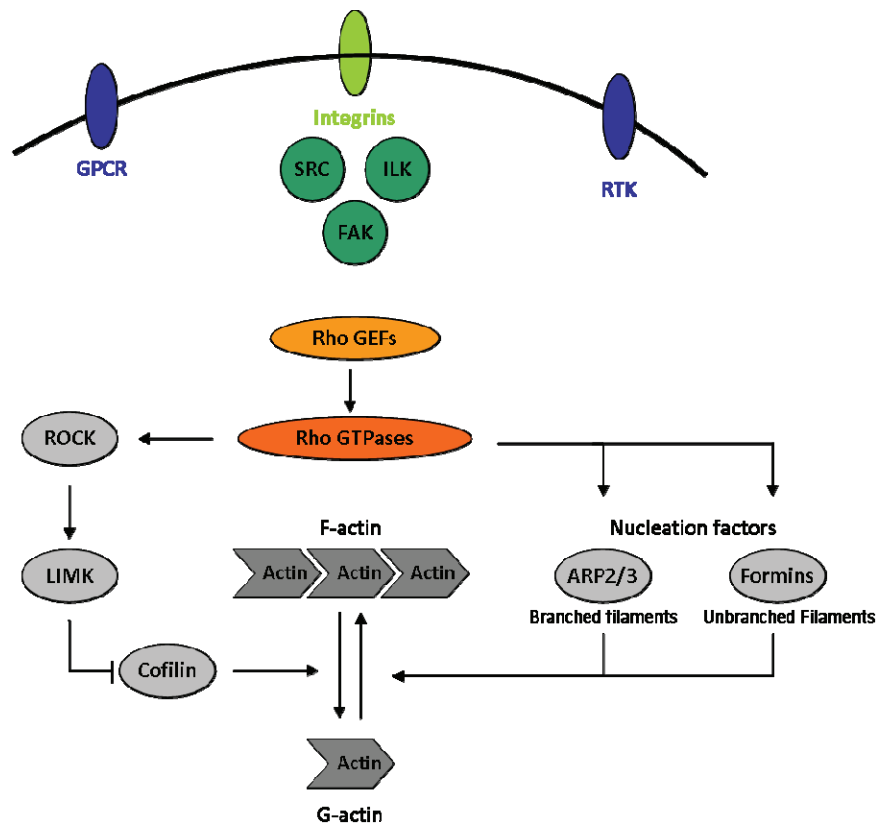 Integrins
GPCR
SRC
ILK
RTK
FAK
Rho GEFs
ROCK
Rho GTPases
F-actin
Nucleation factors
LIMK
Actin
Actin
Actin
ARP2/3
Formins
Branched filaments
Unbranched Filaments
Cofilin
Actin
G-actin